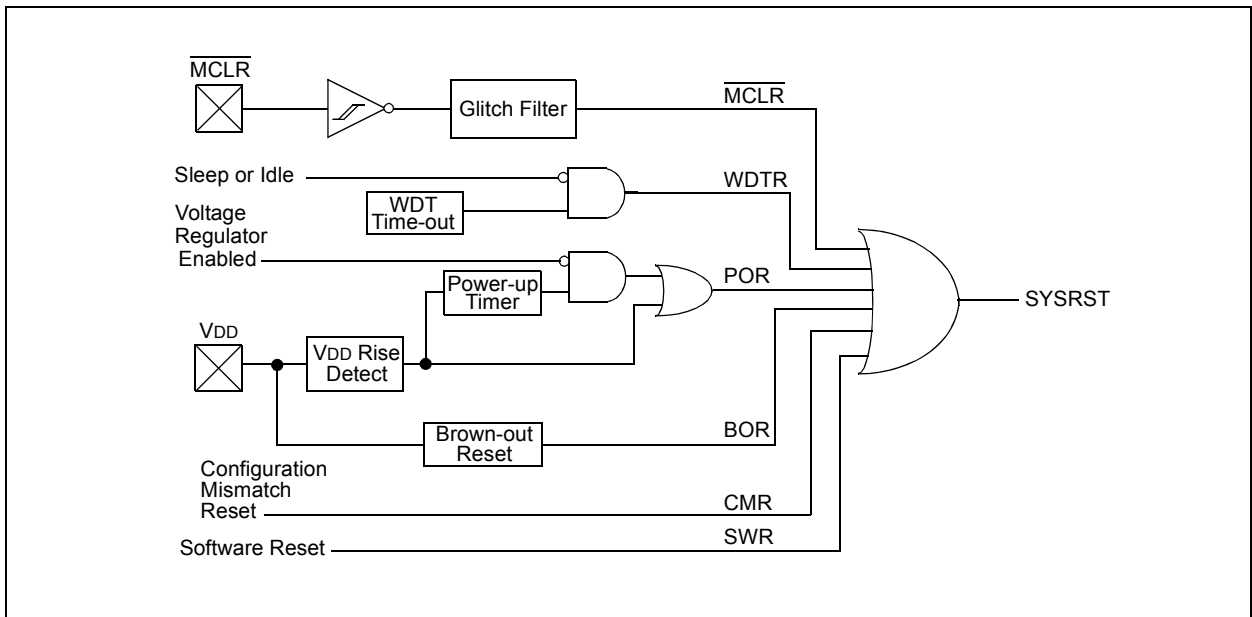 MCLR
Glitch Filter
MCLR
Sleep or Idle
WDTR
WDT
Time-out
Voltage
Regulator
Enabled
Power-up
Timer
POR
SYSRST
VDD
VDD Rise
Detect
Brown-out
Reset
BOR
Configuration
Mismatch
Reset
CMR
Software Reset
SWR